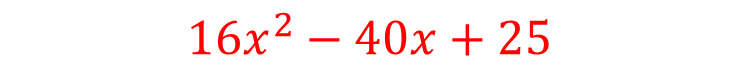 16x² − 40x + 25